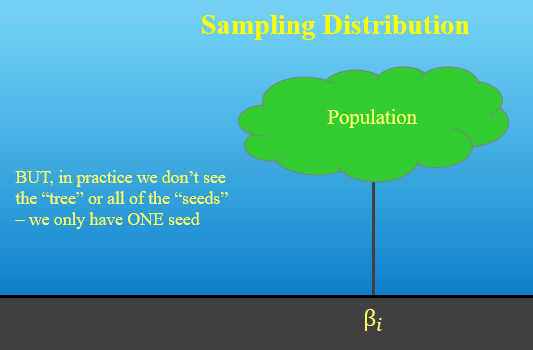 Sampling Distribution
Population
BUT, in practice we don’t see
the “tree” or all of the “seeds”
– we only have ONE seed
βi